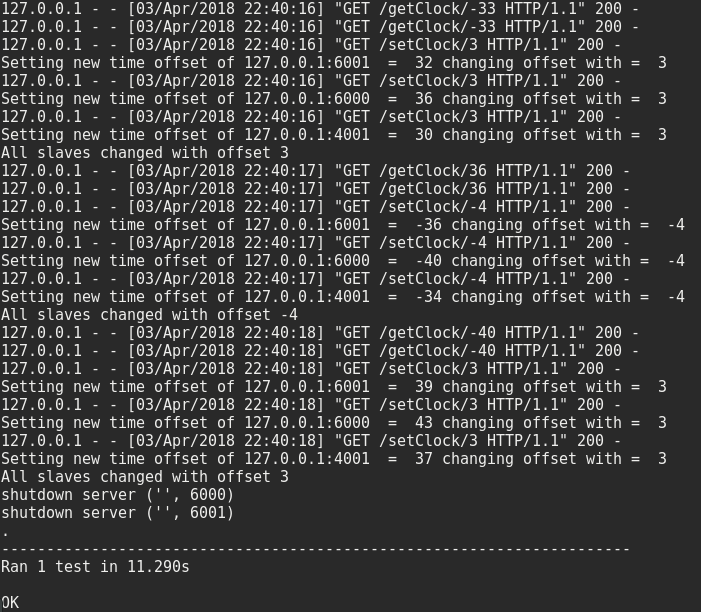 127.0.0.1 - - [03/Apr/2018 22:40:16] "GET /getClock/-33 HTTP/1.1" 200 -
127.0.0.1 - - [03/Apr/2018 22:40:16] "GET /getClock/-33 HTTP/1.1" 200 -
127.0.0.1 - - [03/Apr/2018 22:40:16] "GET /setClock/3 HTTP/1.1" 200 -
Setting new time offset of 127.0.0.1:6001  =  32 changing offset with =  3
127.0.0.1 - - [03/Apr/2018 22:40:16] "GET /setClock/3 HTTP/1.1" 200 -
Setting new time offset of 127.0.0.1:6000  =  36 changing offset with =  3
127.0.0.1 - - [03/Apr/2018 22:40:16] "GET /setClock/3 HTTP/1.1" 200 -
Setting new time offset of 127.0.0.1:4001  =  30 changing offset with =  3
All slaves changed with offset 3
127.0.0.1 - - [03/Apr/2018 22:40:17] "GET /getClock/36 HTTP/1.1" 200 -
127.0.0.1 - - [03/Apr/2018 22:40:17] "GET /getClock/36 HTTP/1.1" 200 -
127.0.0.1 - - [03/Apr/2018 22:40:17] "GET /setClock/-4 HTTP/1.1" 200 -
Setting new time offset of 127.0.0.1:6001  =  -36 changing offset with =  -4
127.0.0.1 - - [03/Apr/2018 22:40:17] "GET /setClock/-4 HTTP/1.1" 200 -
Setting new time offset of 127.0.0.1:6000  =  -40 changing offset with =  -4
127.0.0.1 - - [03/Apr/2018 22:40:17] "GET /setClock/-4 HTTP/1.1" 200 -
Setting new time offset of 127.0.0.1:4001  =  -34 changing offset with =  -4
All slaves changed with offset -4
127.0.0.1 - - [03/Apr/2018 22:40:18] "GET /getClock/-40 HTTP/1.1" 200 -
127.0.0.1 - - [03/Apr/2018 22:40:18] "GET /getClock/-40 HTTP/1.1" 200 -
127.0.0.1 - - [03/Apr/2018 22:40:18] "GET /setClock/3 HTTP/1.1" 200 -
Setting new time offset of 127.0.0.1:6001  =  39 changing offset with =  3
127.0.0.1 - - [03/Apr/2018 22:40:18] "GET /setClock/3 HTTP/1.1" 200 -
Setting new time offset of 127.0.0.1:6000  =  43 changing offset with =  3
127.0.0.1 - - [03/Apr/2018 22:40:18] "GET /setClock/3 HTTP/1.1" 200 -
Setting new time offset of 127.0.0.1:4001  =  37 changing offset with =  3
All slaves changed with offset 3
shutdown server ('', 6000)
shutdown server ('', 6001)
.
----------------------------------------------------------------------
Ran 1 test in 11.290s

OK